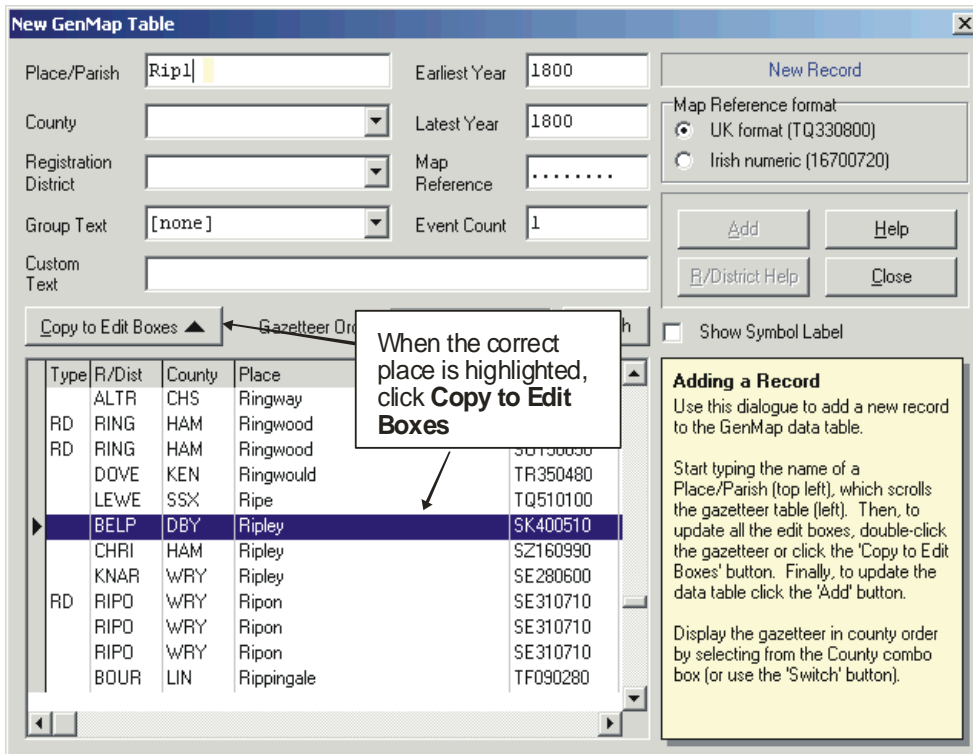 New GenMap Table
Place/Parish Ripl Earliest Year 1800 New Record
County Latest Year 1800 Map Reference format
UK format (TQ330800)
Registration District Map Reference ........ Irish numeric (16700720)
Group Text [none] Event Count 1 Add Help
Custom Text R/District Help Close
Copy to Edit Boxes Gazetteer Show Symbol Label
When the correct
place is highlighted,
click Copy to Edit
Boxes
Type R/Dist County Place
ALTR CHS Ringway
RD RING HAM Ringwood
RD RING HAM Ringwood
DOVE KEN Ringwould TR350480
LEWE SSX Ripe TQ510100
BELP DBY Ripley SK400510
CHRI HAM Ripley SZ160990
KNAR WRY Ripley SE280600
RD RIPO WRY Ripon SE310710
RIPO WRY Ripon SE310710
RIPO WRY Ripon SE310710
BOUR LIN Rippingale TF090280
Adding a Record
Use this dialogue to add a new record
to the GenMap data table.
Start typing the name of a
Place/Parish (top left), which scrolls
the gazetteer table (left). Then, to
update all the edit boxes, double-click
the gazetteer or click the 'Copy to Edit
Boxes' button. Finally, to update the
data table click the 'Add' button.
Display the gazetteer in county order
by selecting from the County combo
box (or use the 'Switch' button).